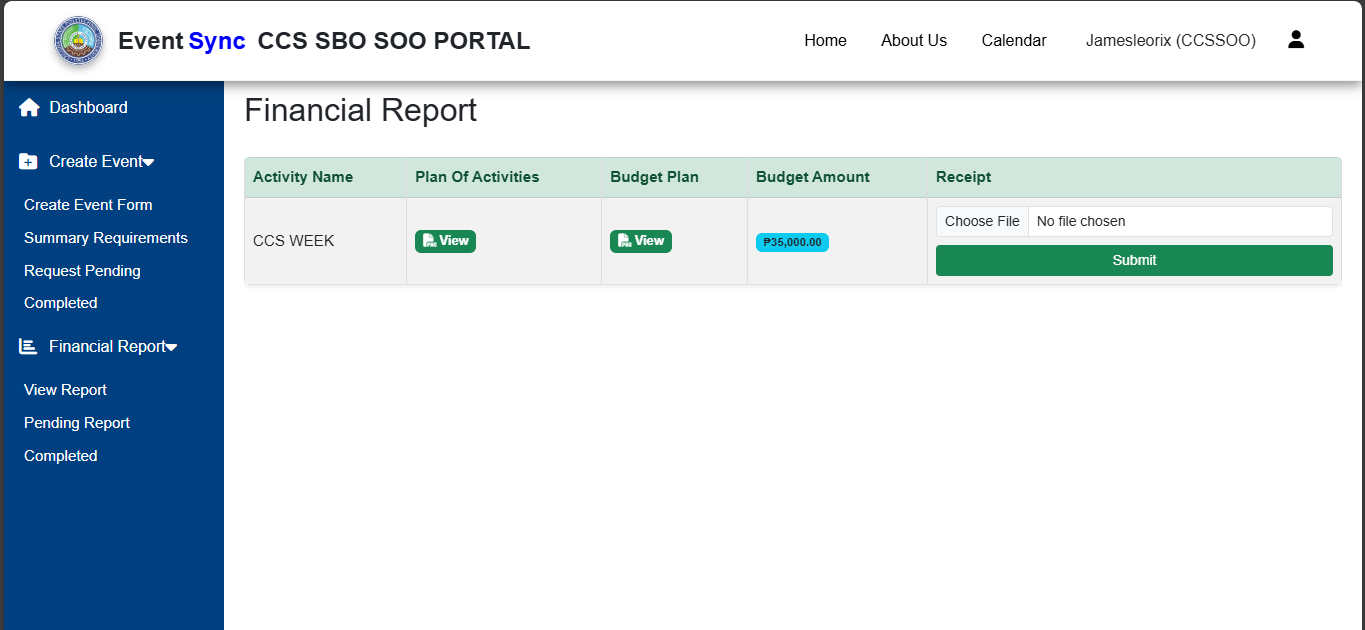 Event Sync CCS SBO SOO PORTAL
Home
About Us
Calendar
Jamesleorix (CCSSOO)
Dashboard
Create Event
Create Event Form
Summary Requirements
Request Pending
Completed
Financial Report
View Report
Pending Report
Completed
Financial Report
Activity Name
Plan Of Activities
Budget Plan
Budget Amount
Receipt
CCS WEEK
View
View
₱35,000.00
Choose File
No file chosen
Submit